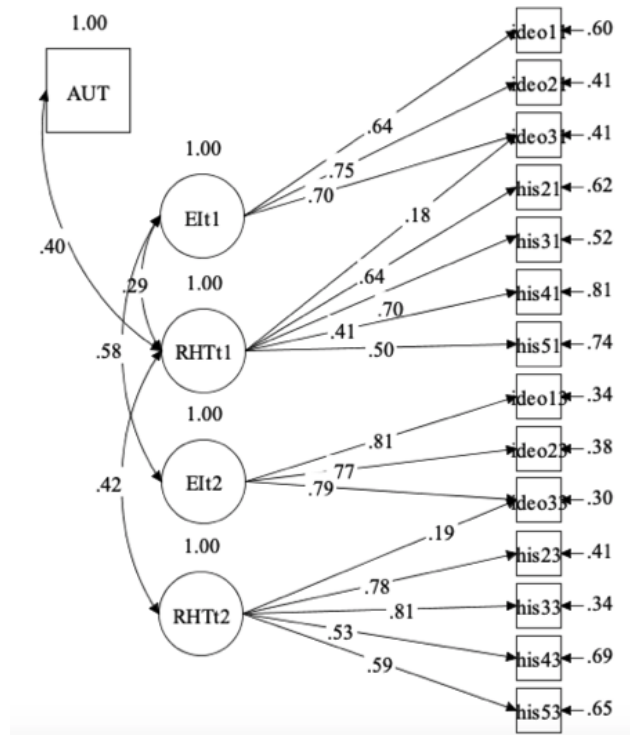 1.00
AUT
1.00
EIt1
1.00
RHTt1
1.00
EIt2
1.00
RHTt2
.40
.29
.58
.42
.64
.75
.70
.18
.64
.70
.41
.50
.81
.77
.79
.19
.78
.81
.53
.59
ideo11 .60
ideo21 .41
ideo31 .41
his21 .62
his31 .52
his41 .81
his51 .74
ideo13 .34
ideo23 .38
ideo33 .30
his23 .41
his33 .34
his43 .69
his53 .65